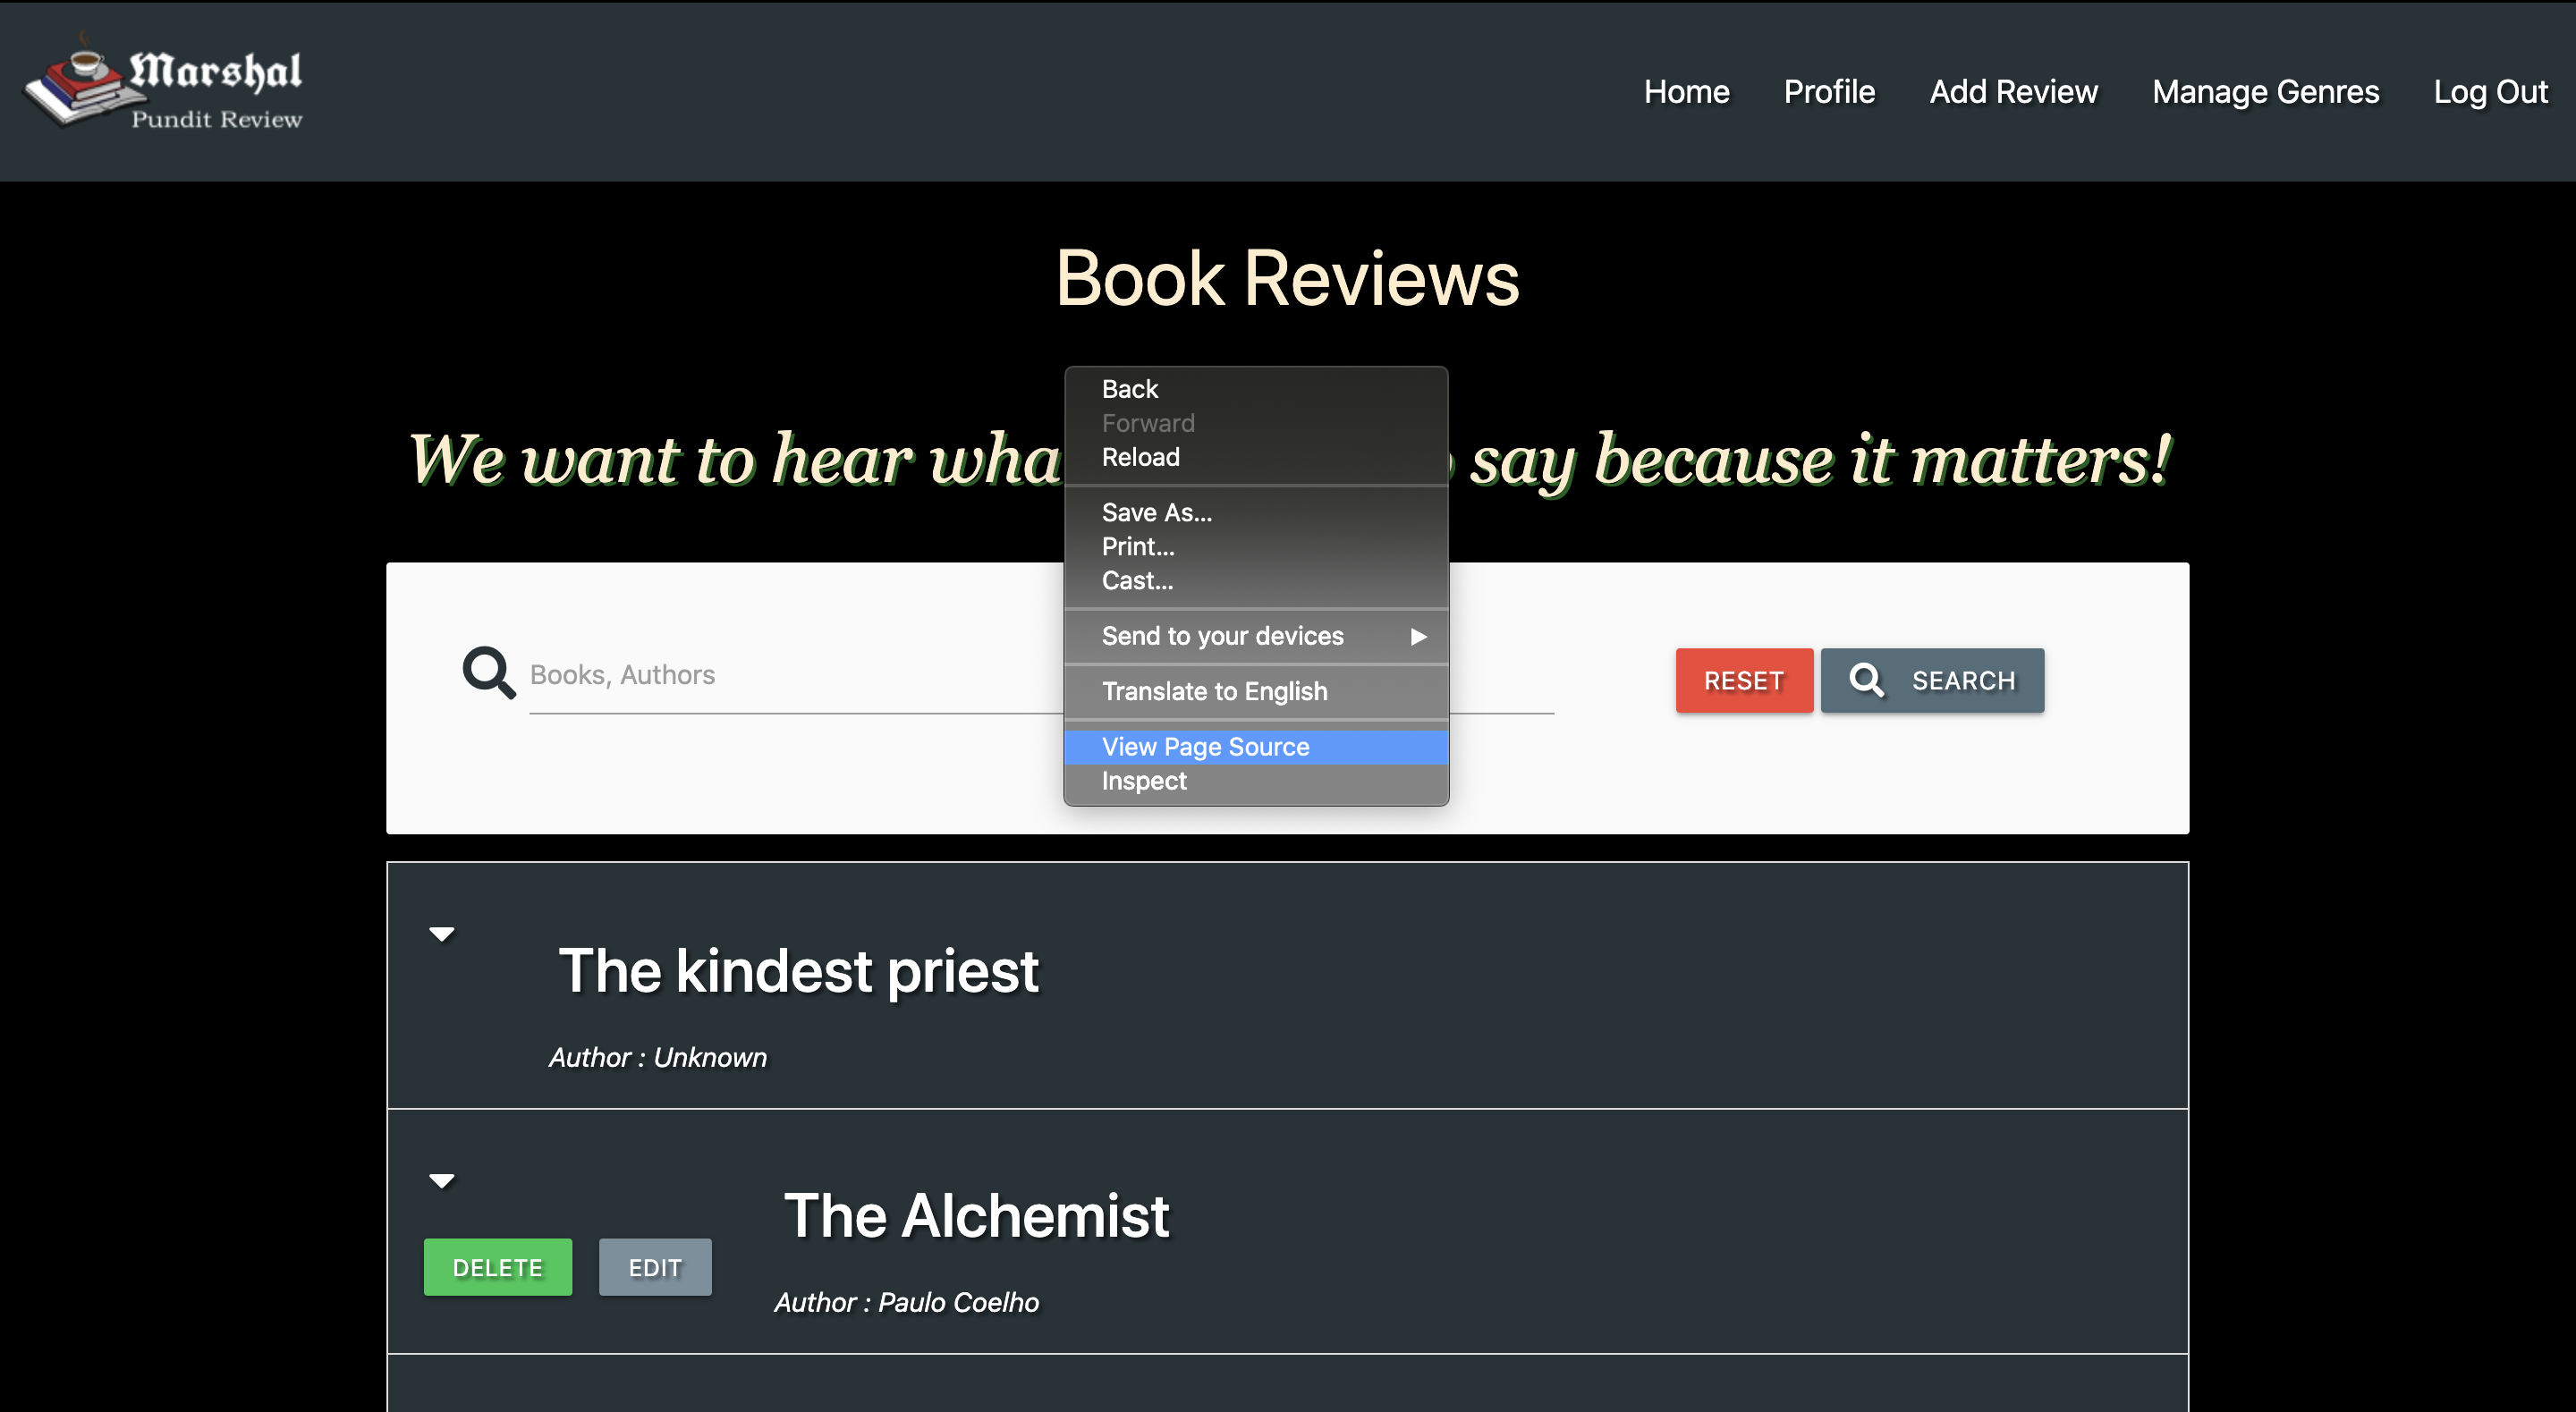 Marshal
Pundit Review
Home Profile Add Review Manage Genres Log Out
Book Reviews
Back
Forward
Reload
We want to hear wha say because it matters!
Save As...
Print...
Cast...
Send to your devices
Books, Authors
RESET SEARCH
Translate to English
View Page Source
Inspect
The kindest priest
Author : Unknown
The Alchemist
DELETE EDIT
Author : Paulo Coelho